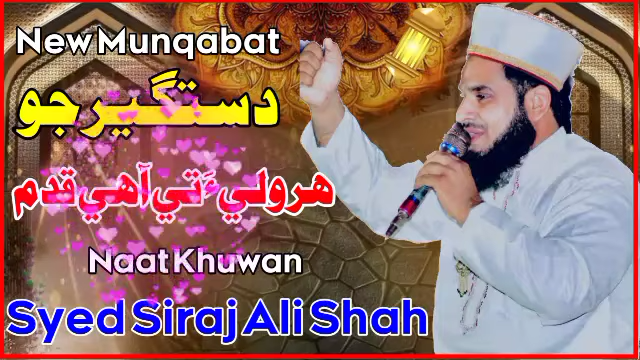 New Munqabat
دستگير جو
هر ولي ءَ تي آهي قدم
Naat Khuwan
Syed Siraj Ali Shah